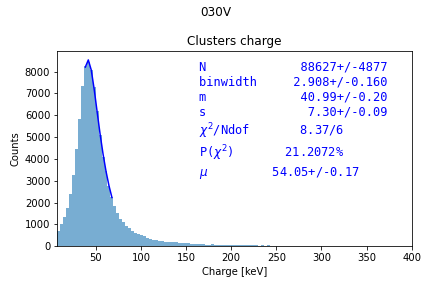 030V
Clusters charge
N 88627+/-4877
binwidth 2.908+/-0.160
m 40.99+/-0.20
s 7.30+/-0.09
χ²/Ndof 8.37/6
P(χ²) 21.2072%
μ 54.05+/-0.17
Counts
8000
7000
6000
5000
4000
3000
2000
1000
0
50 100 150 200 250 300 350 400
Charge [keV]